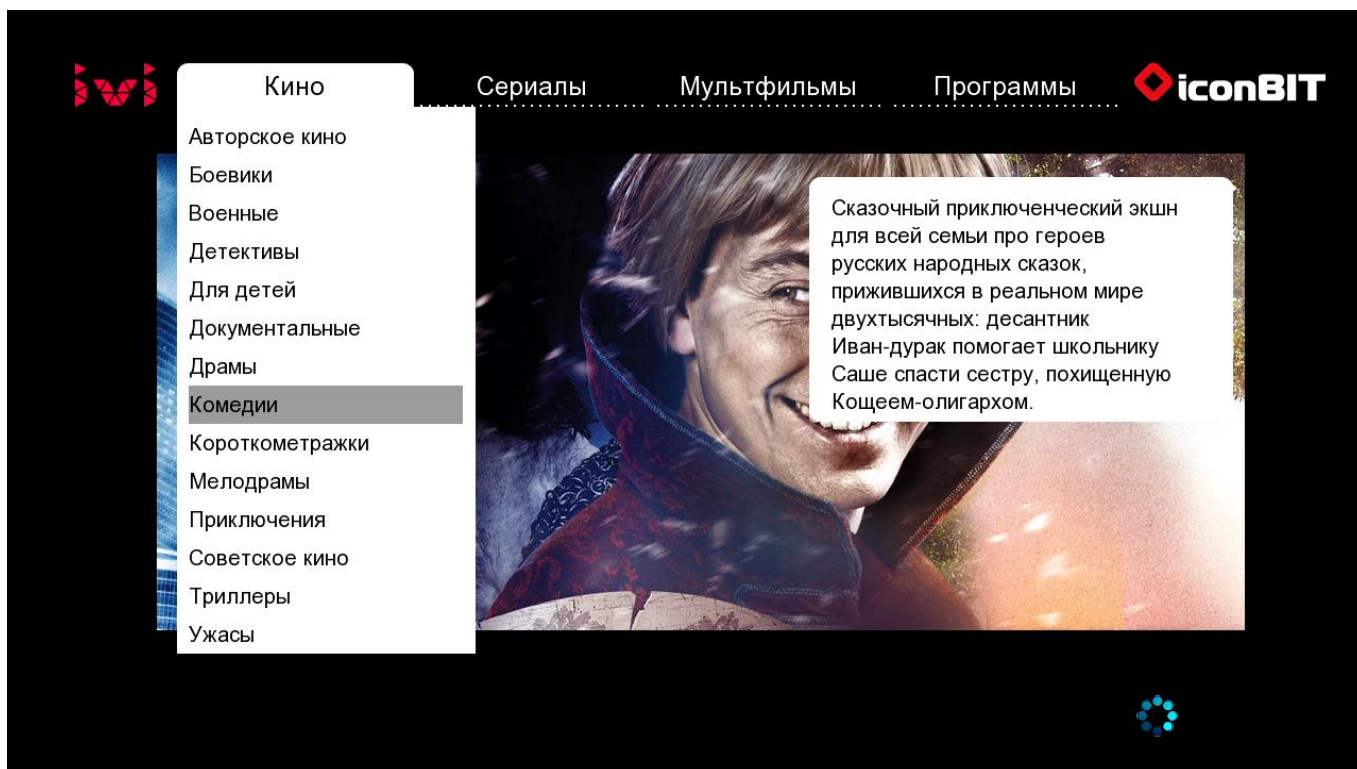 ivi
Кино
Сериалы
Мультфильмы
Программы
iconBIT
Авторское кино
Боевики
Военные
Детективы
Для детей
Документальные
Драмы
Комедии
Короткометражки
Мелодрамы
Приключения
Советское кино
Триллеры
Ужасы
Сказочный приключенческий экшн
для всей семьи про героев
русских народных сказок,
прижившихся в реальном мире
двухтысячных: десантник
Иван-дурак помогает школьнику
Саше спасти сестру, похищенную
Кощеем-олигархом.